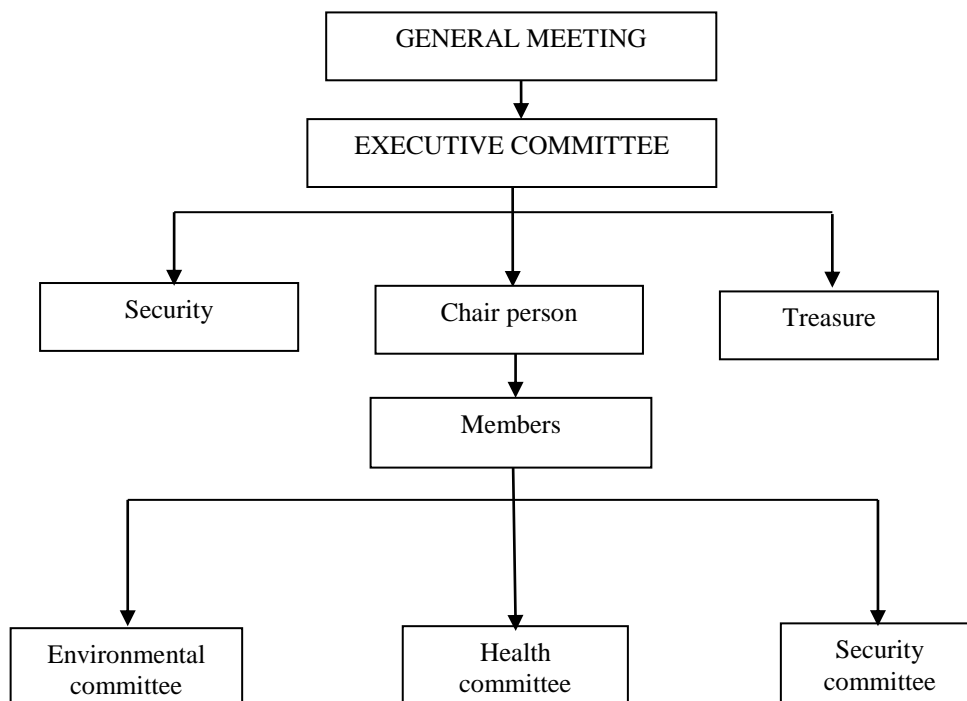 GENERAL MEETING
EXECUTIVE COMMITTEE
Security
Chair person
Treasure
Members
Environmental
committee
Health
committee
Security
committee